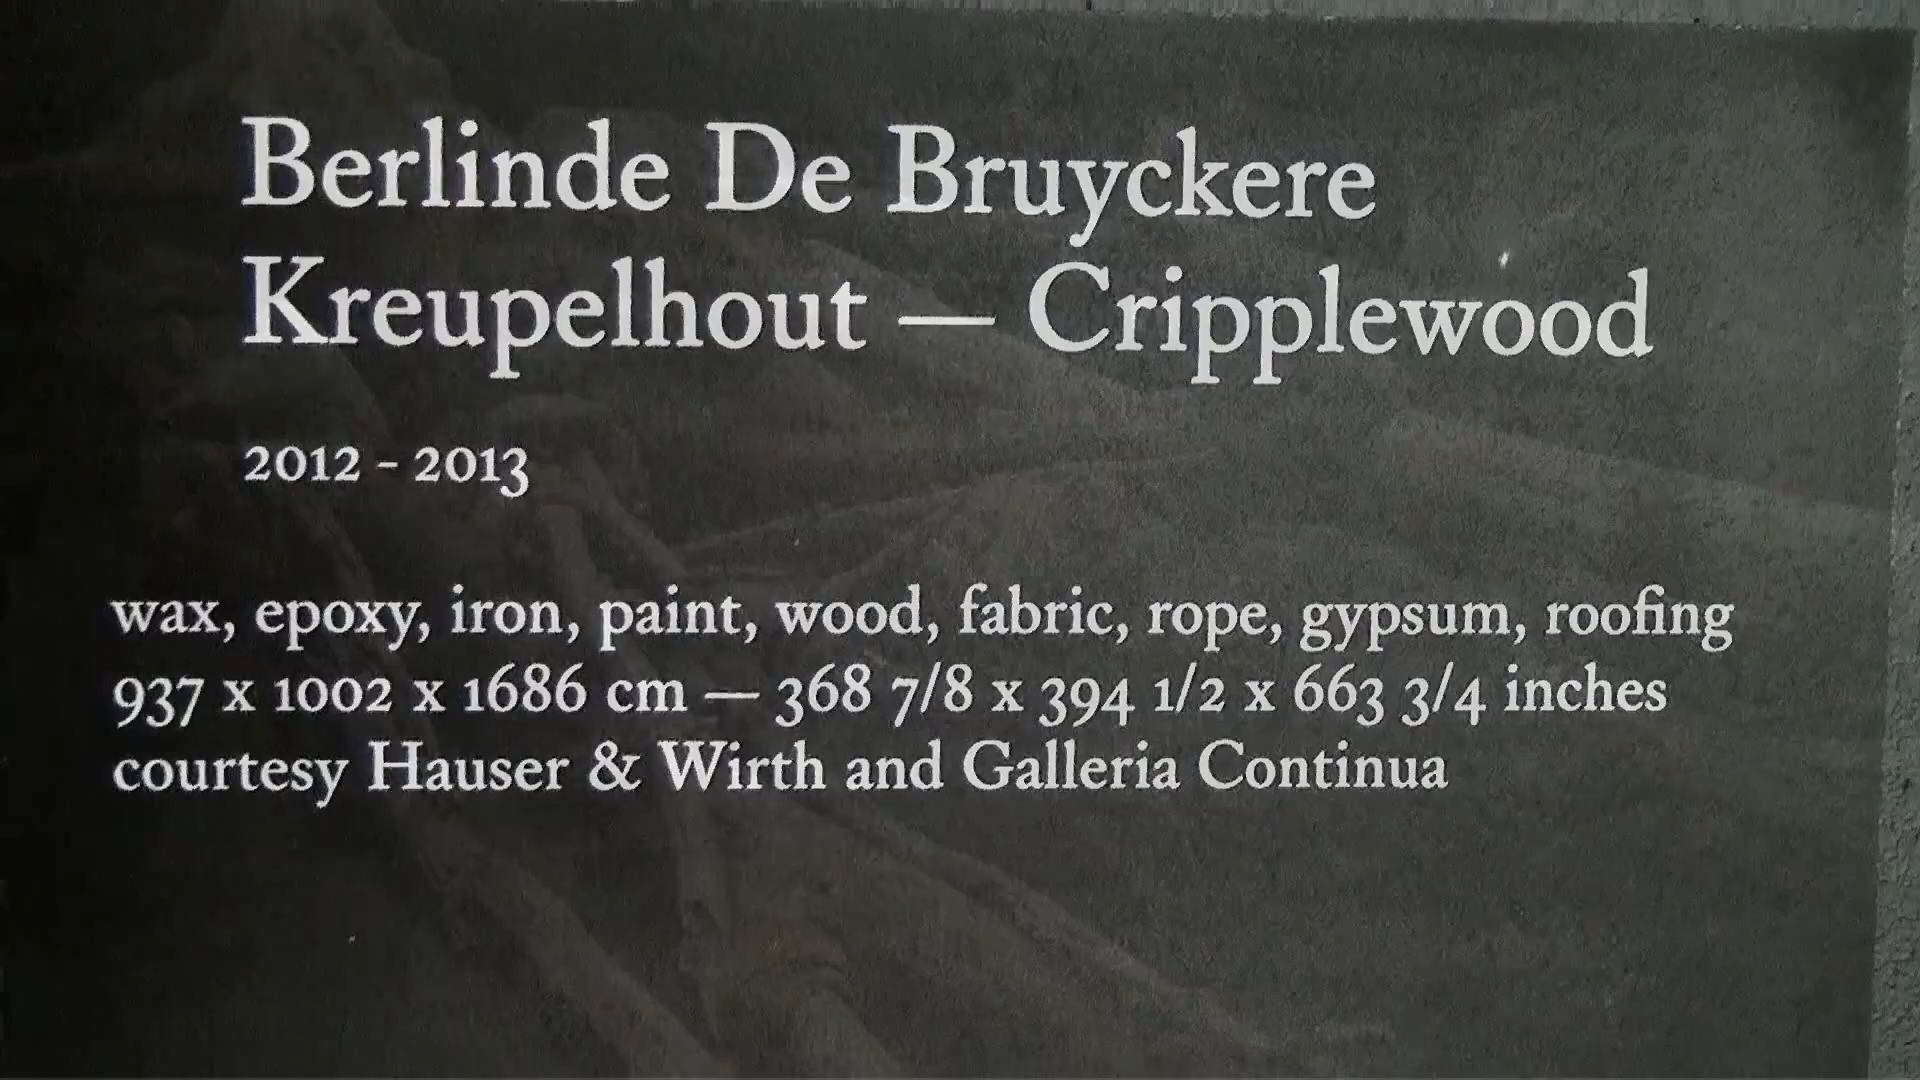 Berlinde De Bruyckere
Kreupelhout — Cripplewood
2012 - 2013
wax, epoxy, iron, paint, wood, fabric, rope, gypsum, roofing
937 x 1002 x 1686 cm — 368 7/8 x 394 1/2 x 663 3/4 inches
courtesy Hauser & Wirth and Galleria Continua